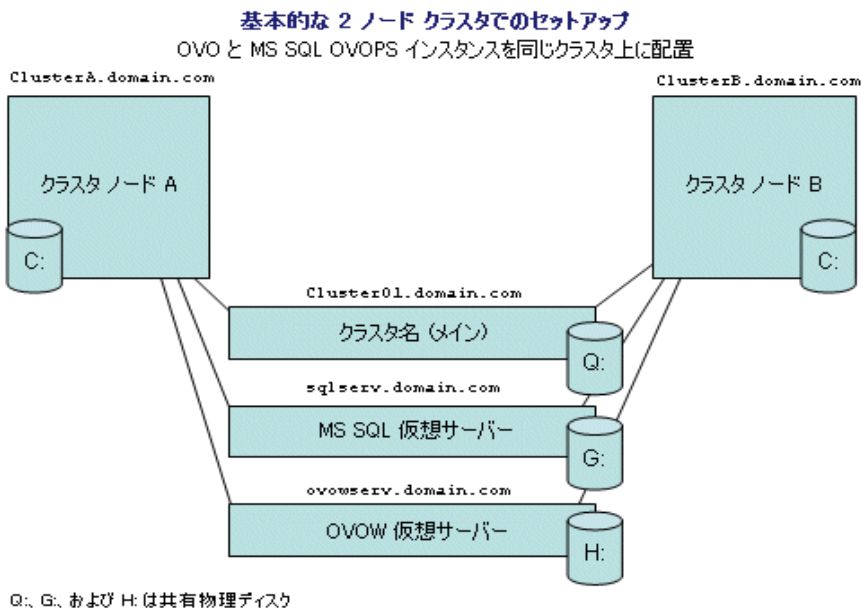 基本的な 2 ノード クラスタでのセットアップ
OVO と MS SQL OVOPS インスタンスを同じクラスタ上に配置
ClusterA.domain.com
ClusterB.domain.com
クラスタ ノード A
クラスタ ノード B
C:
C:
Cluster01.domain.com
クラスタ名 (メイン)
Q:
sqlserv.domain.com
MS SQL 仮想サーバー
G:
ovowserv.domain.com
OVOW 仮想サーバー
H:
Q:、G:、および H: は共有物理ディスク